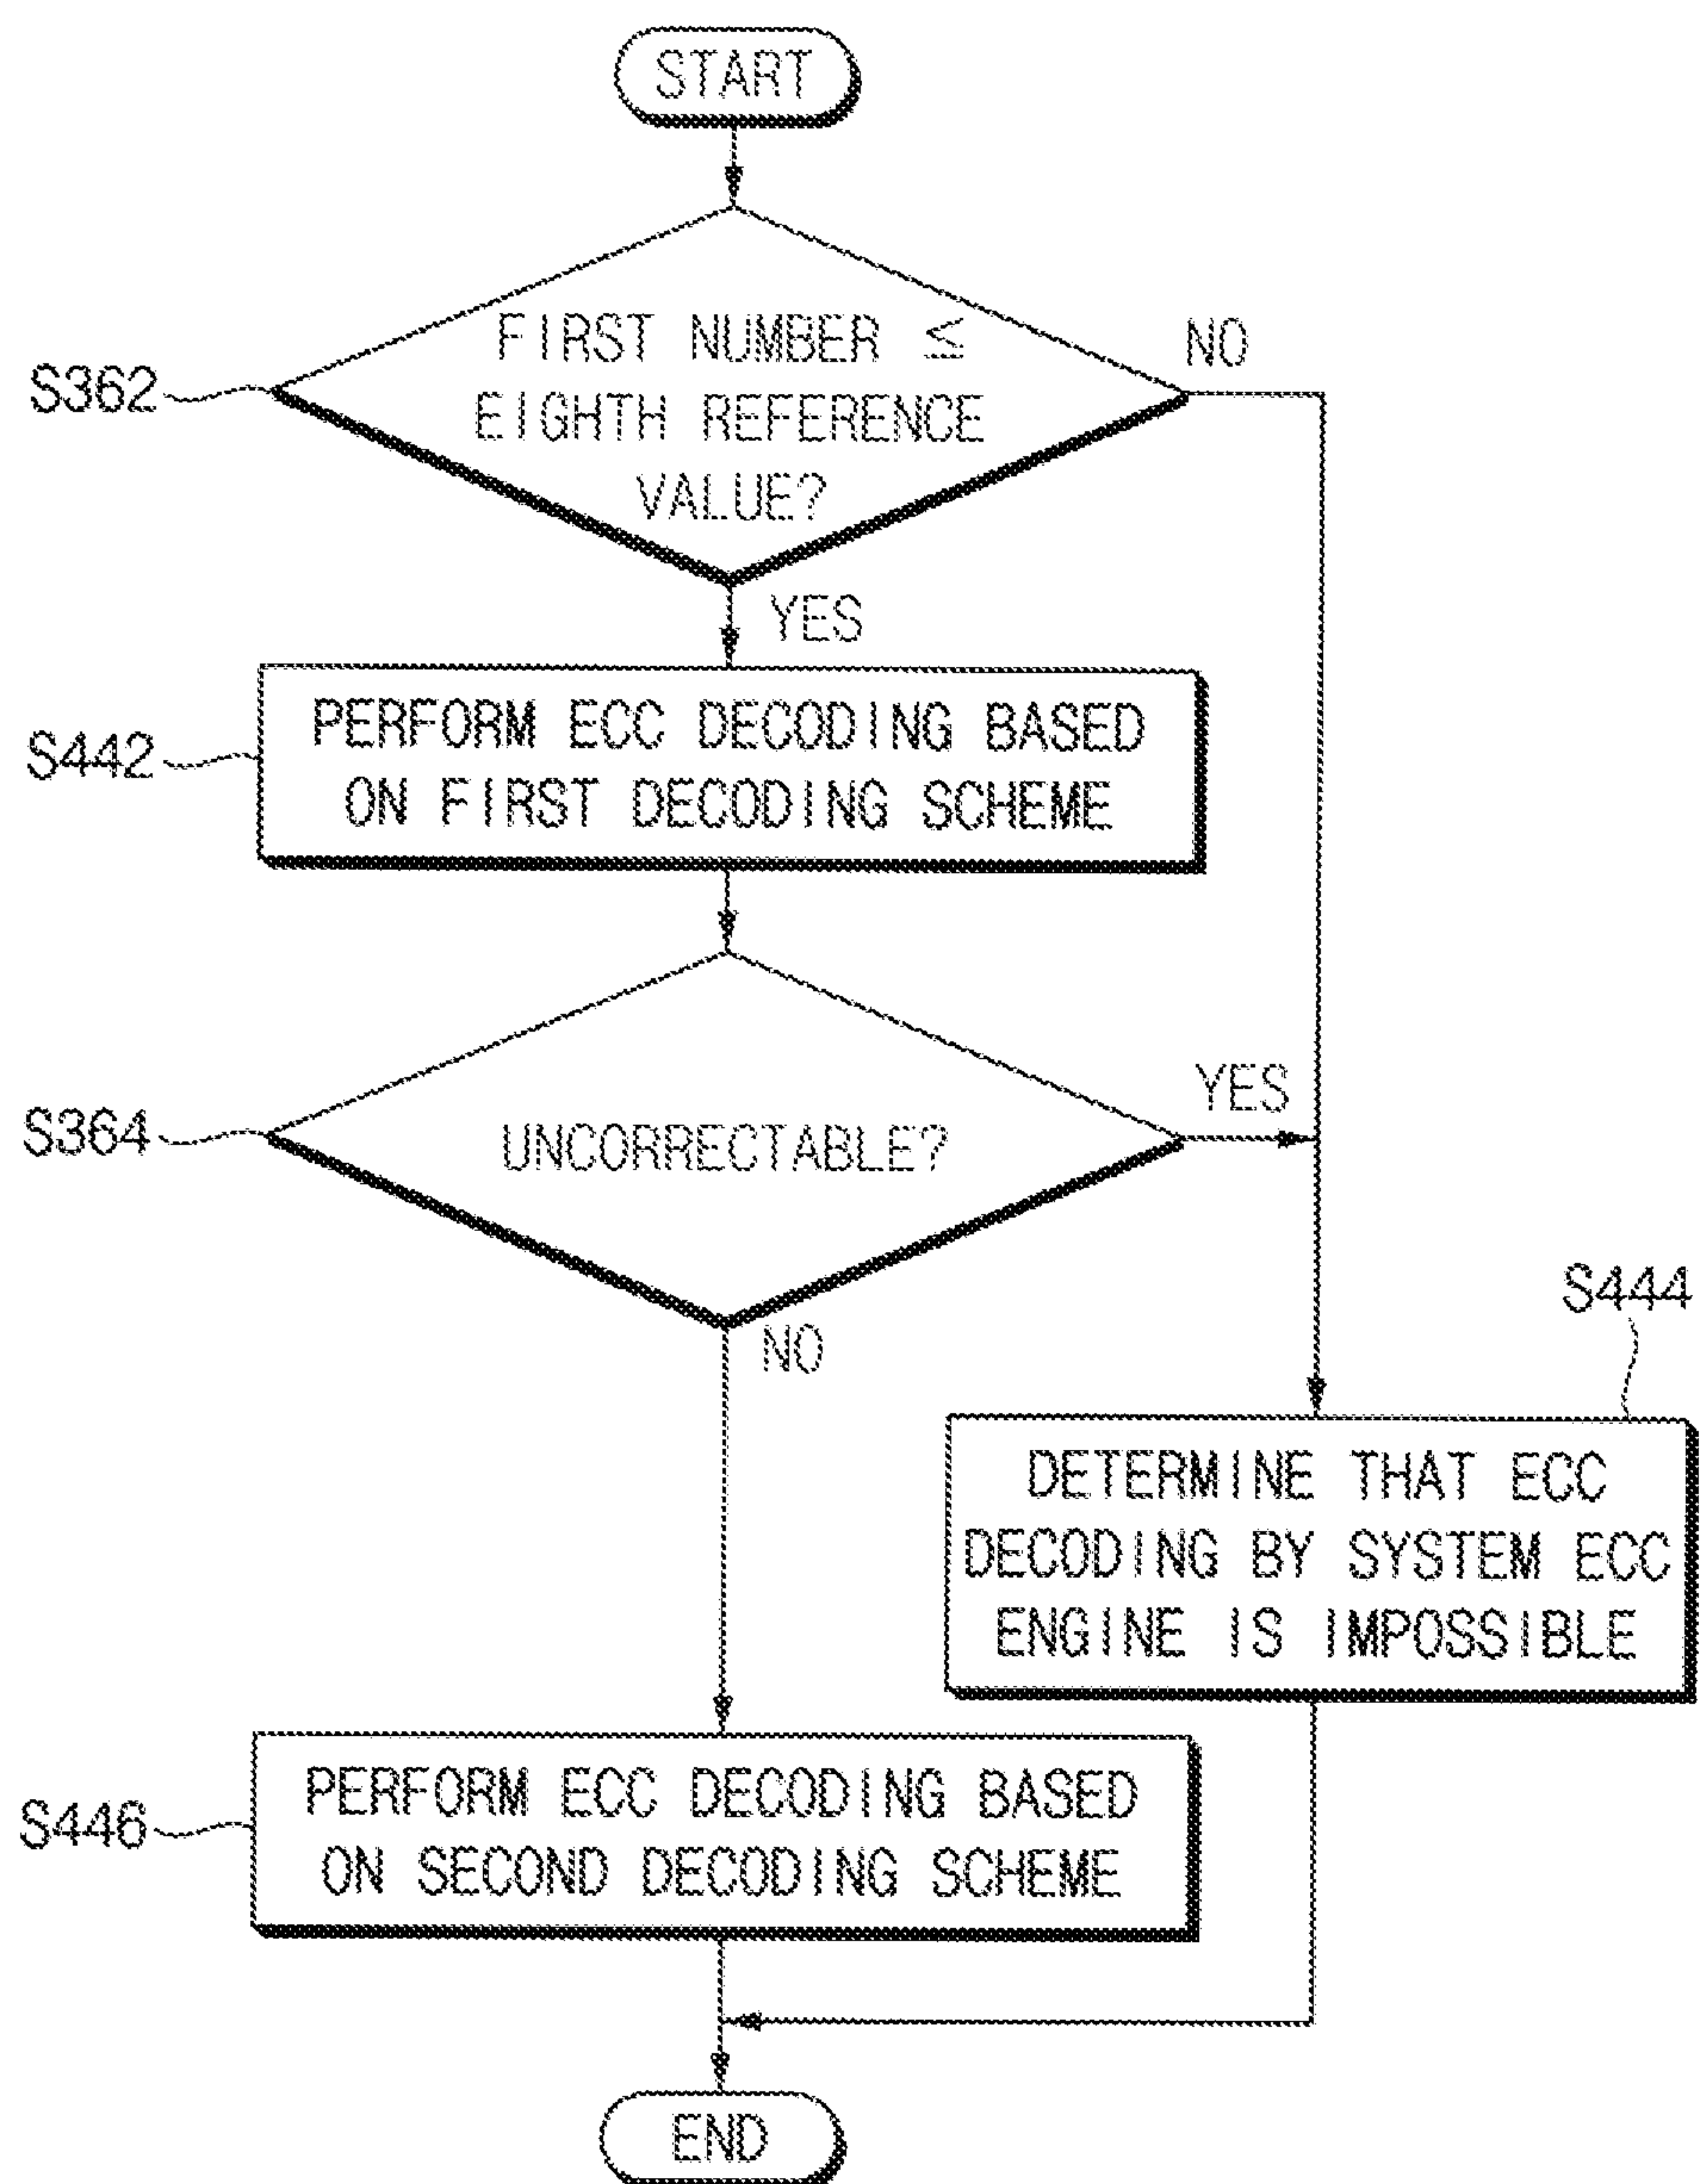 START
FIRST NUMBER ≦
EIGHTH REFERENCE
VALUE?
NO
S362
YES
PERFORM ECC DECODING BASED
ON FIRST DECODING SCHEME
S442
UNCORRECTABLE?
YES
S364
NO
S444
DETERMINE THAT ECC
DECODING BY SYSTEM ECC
ENGINE IS IMPOSSIBLE
PERFORM ECC DECODING BASED
ON SECOND DECODING SCHEME
S446
END